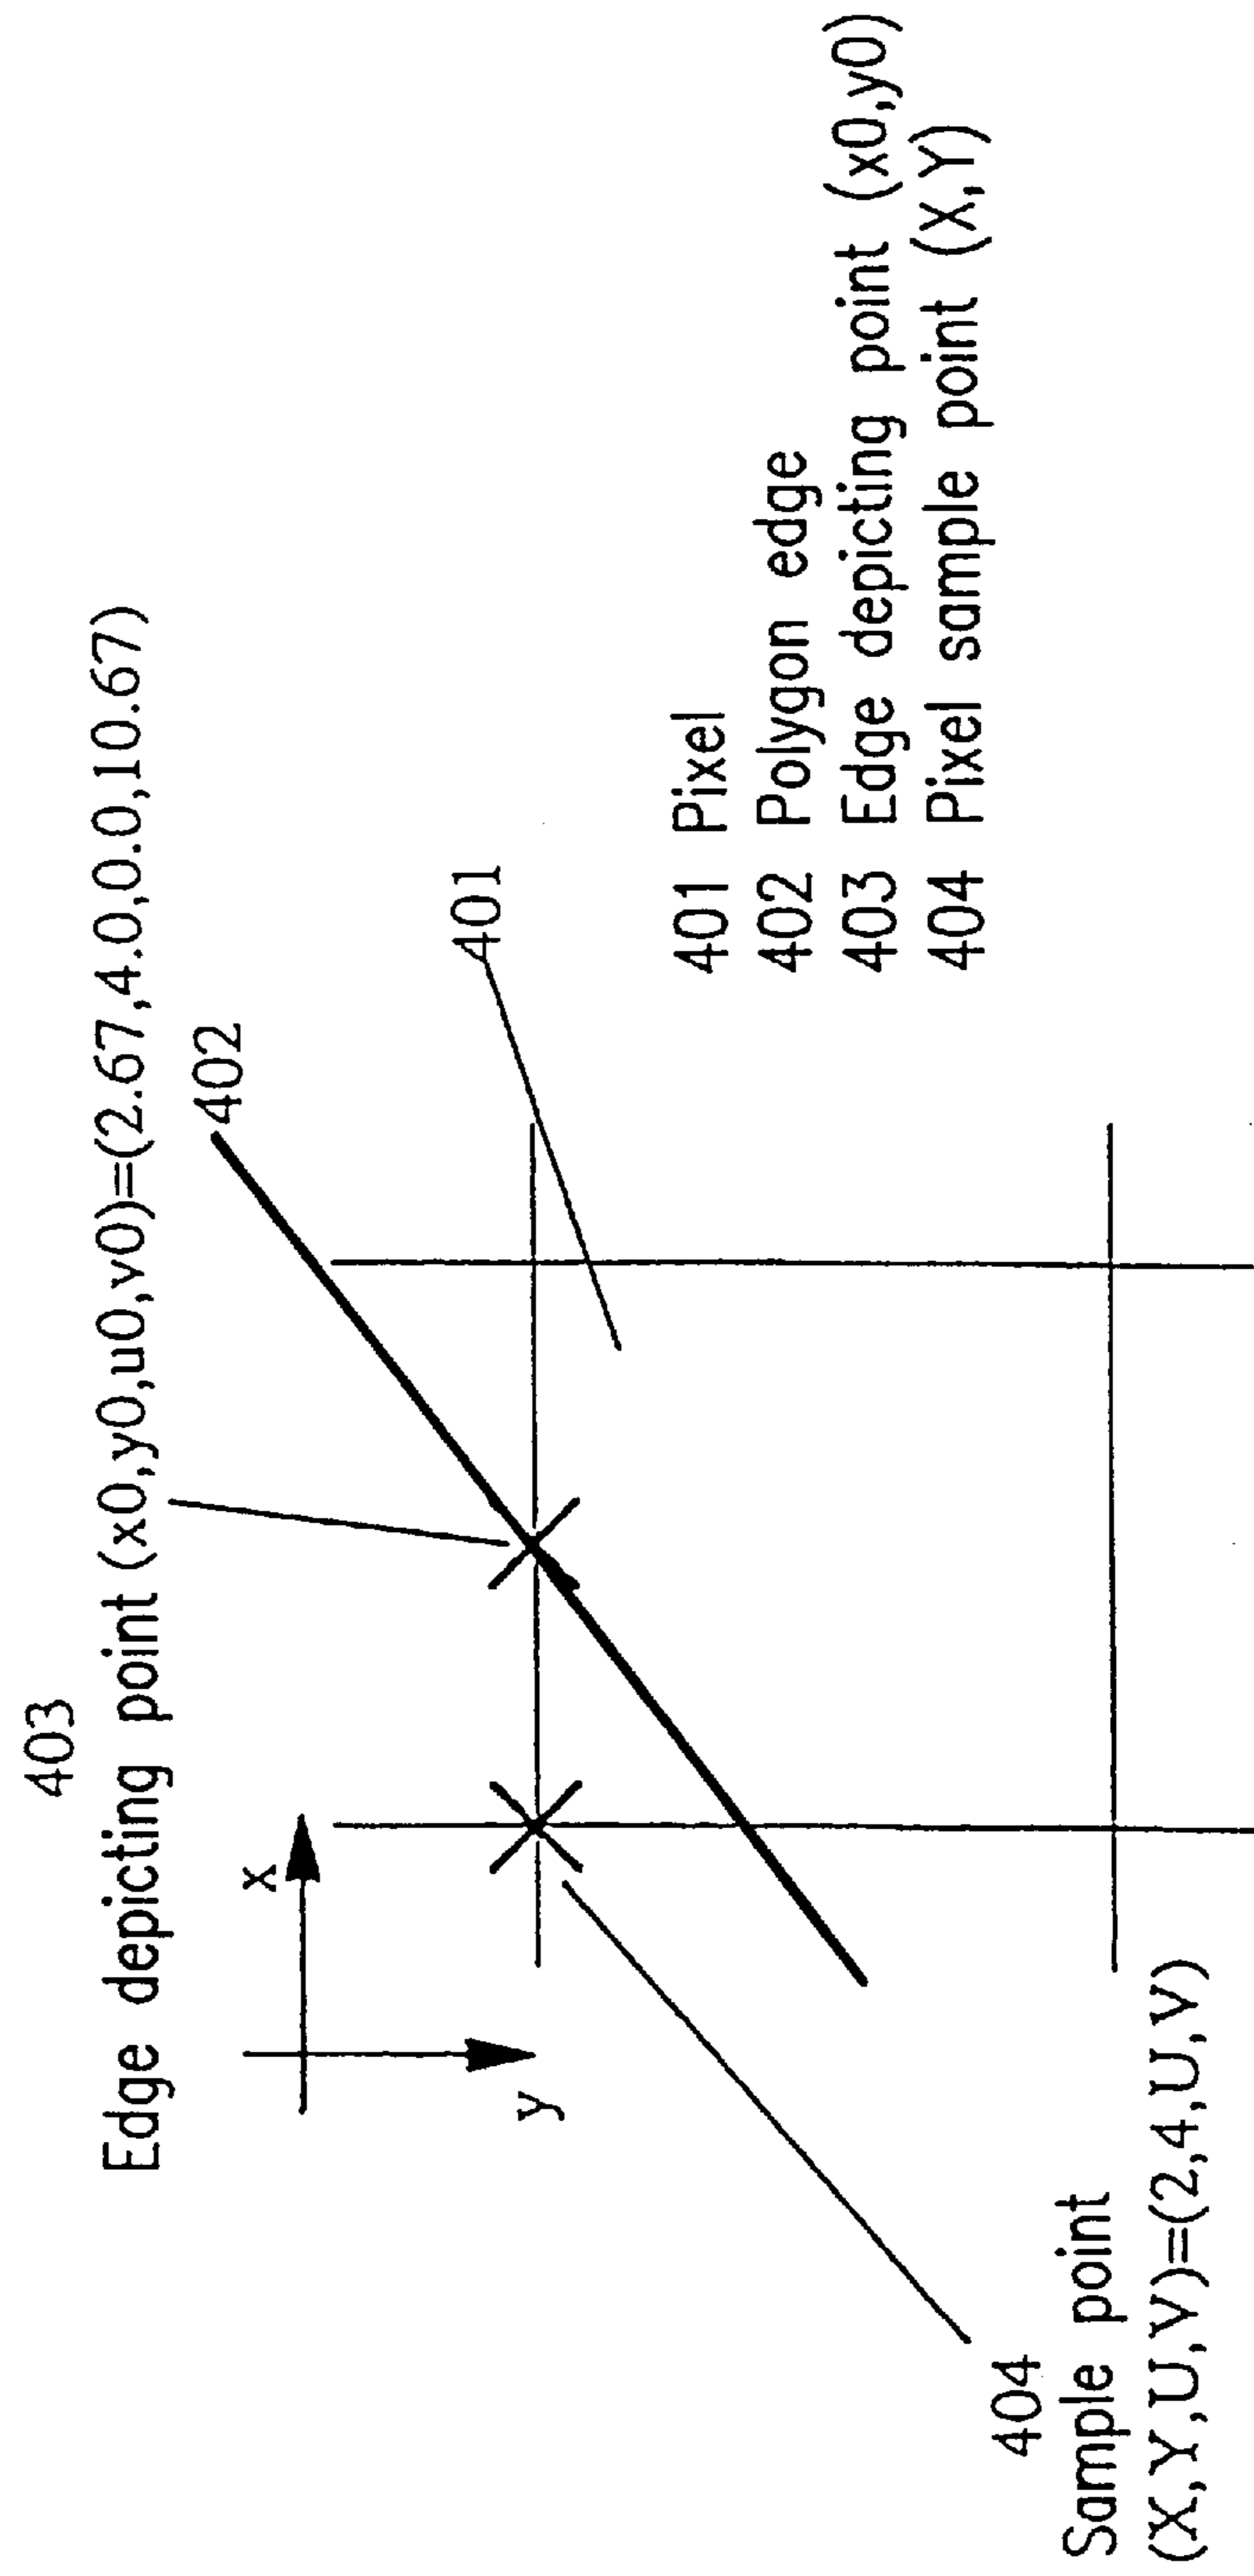 403
Edge depicting point (x0,y0,u0,v0)=(2.67,4.0,0.0,10.67)
402
x
y
401
404
Sample point
(X,Y,U,V)=(2,4,U,V)
401 Pixel
402 Polygon edge
403 Edge depicting point (x0,y0)
404 Pixel sample point (X,Y)